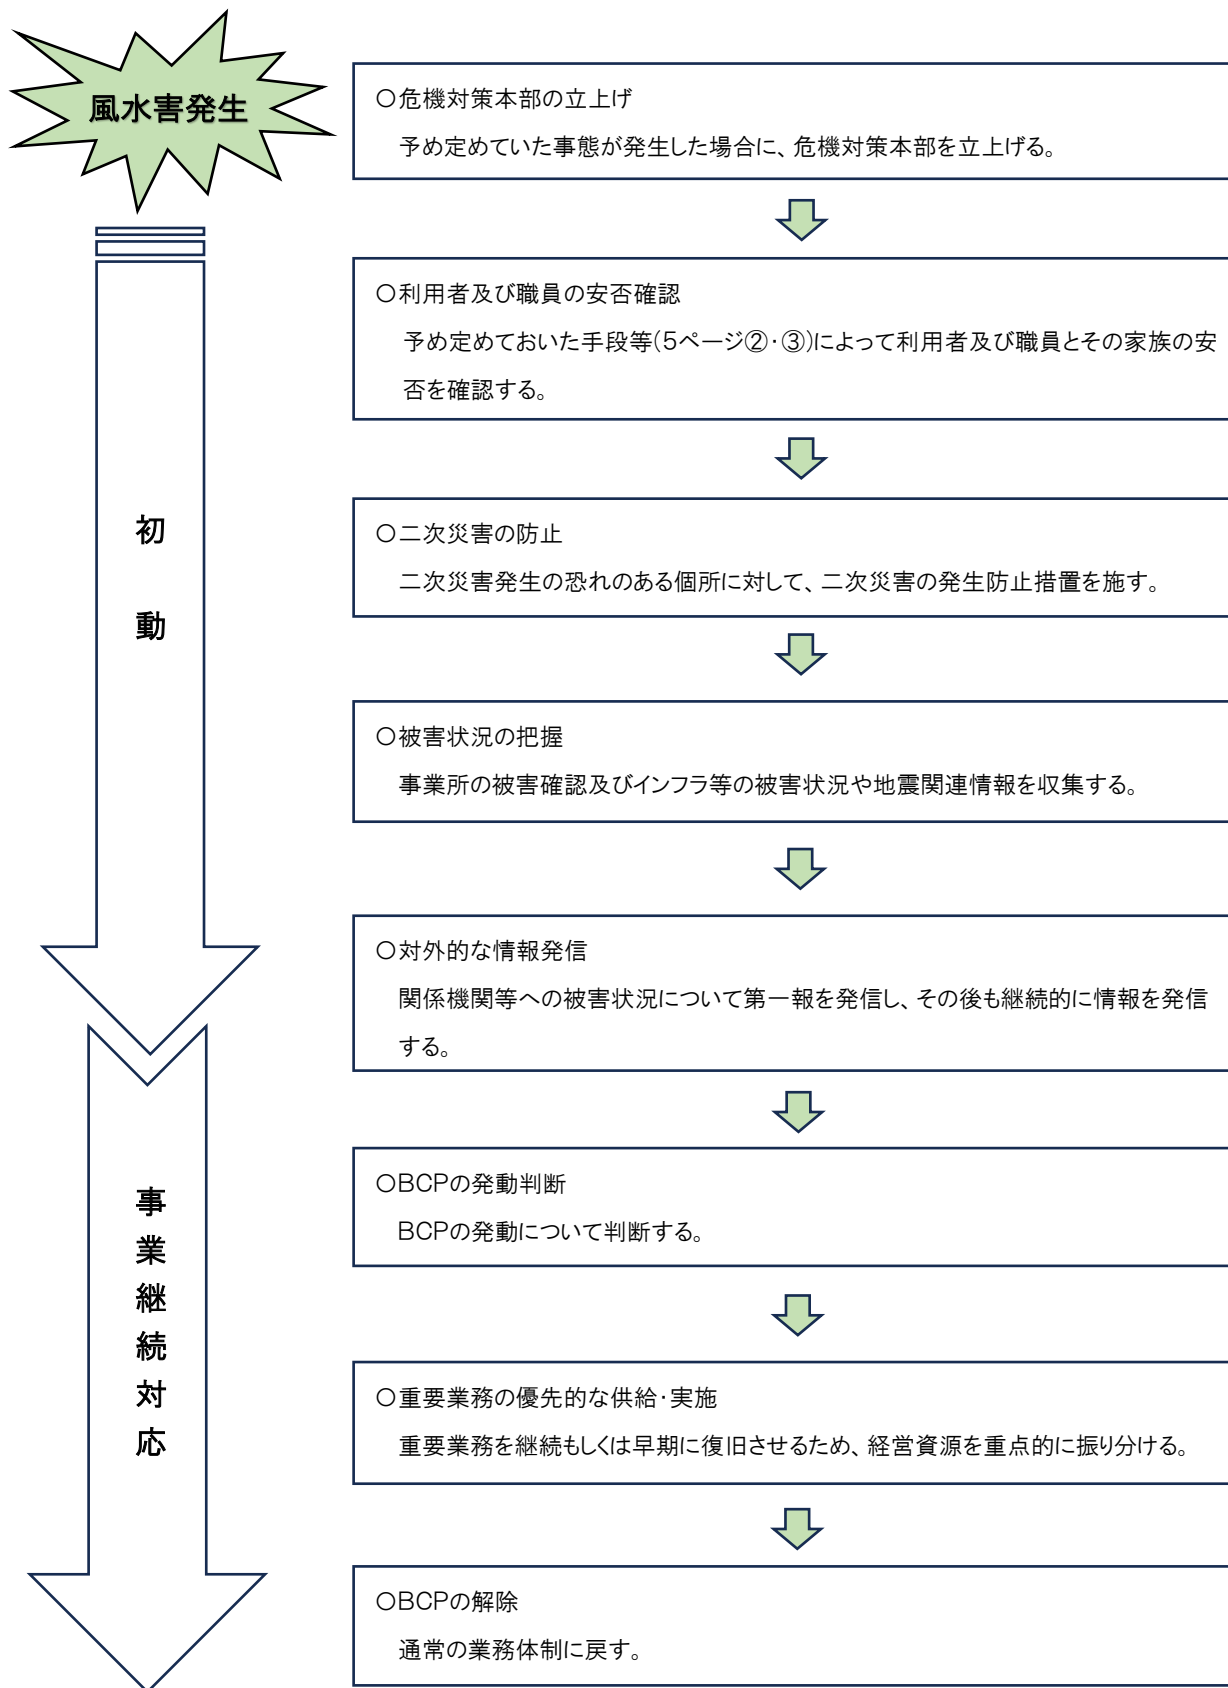 風水害発生
〇危機対策本部の立上げ
予め定めていた事態が発生した場合に、危機対策本部を立上げる。
〇利用者及び職員の安否確認
予め定めておいた手段等(5ページ②・③)によって利用者及び職員とその家族の安
否を確認する。
〇二次災害の防止
二次災害発生の恐れのある個所に対して、二次災害の発生防止措置を施す。
〇被害状況の把握
事業所の被害確認及びインフラ等の被害状況や地震関連情報を収集する。
〇対外的な情報発信
関係機関等への被害状況について第一報を発信し、その後も継続的に情報を発信
する。
初動
〇BCPの発動判断
BCPの発動について判断する。
〇重要業務の優先的な供給・実施
重要業務を継続もしくは早期に復旧させるため、経営資源を重点的に振り分ける。
〇BCPの解除
通常の業務体制に戻す。
事業継続対応